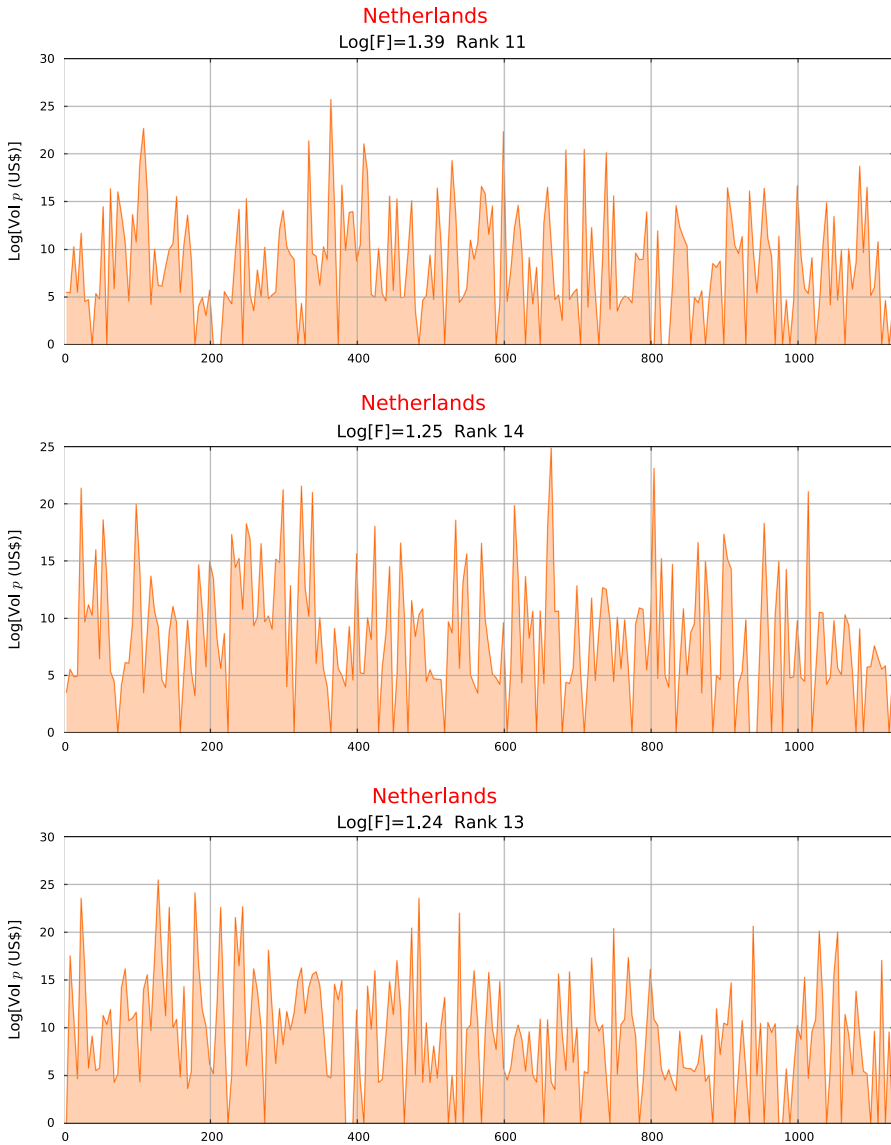 Netherlands
Log[F]=1.39 Rank 11
30
25
20
15
10
5
0
Log[Vol p (US$)]
0 200 400 600 800 1000
Netherlands
Log[F]=1.25 Rank 14
25
20
15
10
5
0
Log[Vol p (US$)]
0 200 400 600 800 1000
Netherlands
Log[F]=1.24 Rank 13
30
25
20
15
10
5
0
Log[Vol p (US$)]
0 200 400 600 800 1000